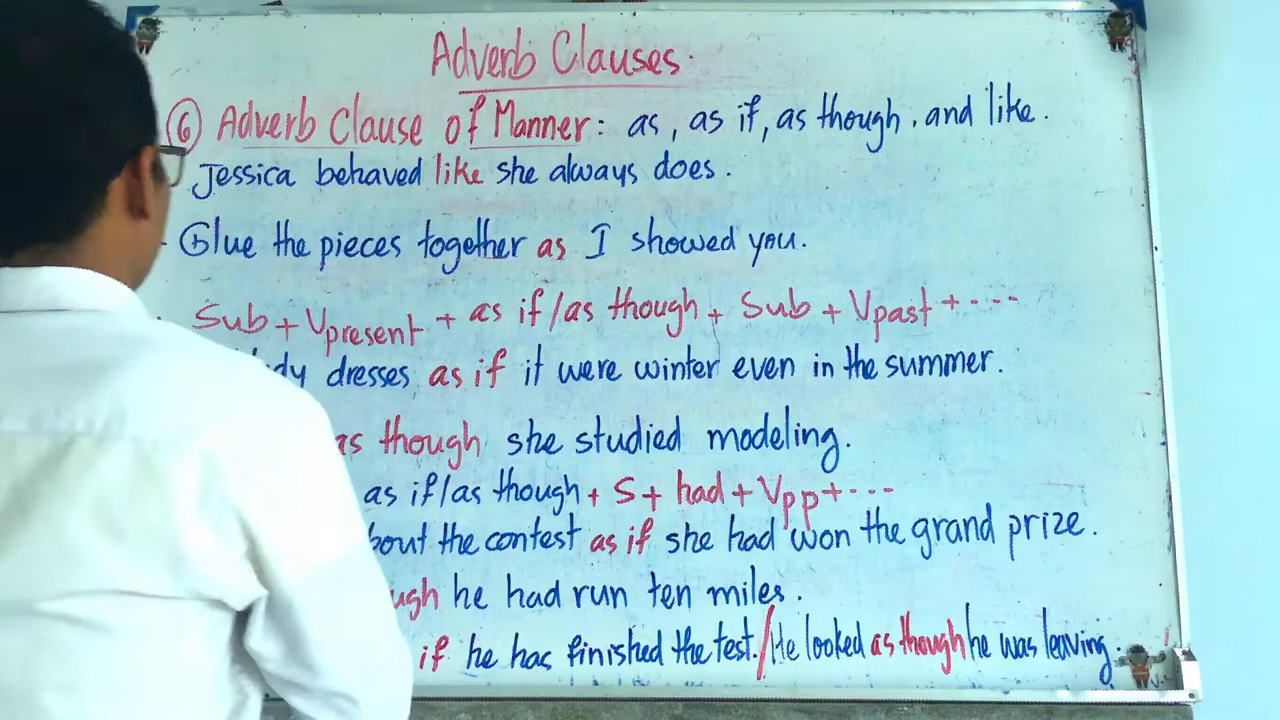 Adverb Clauses.
⑥ Adverb Clause of Manner: as, as if, as though, and like.
Jessica behaved like she always does.
Glue the pieces together as I showed you.
Sub + Vpresent + as if/as though + Sub + Vpast + ....
dresses as if it were winter even in the summer.
as though she studied modeling.
as if/as though + S + had + Vpp + ...
the contest as if she had won the grand prize.
he had run ten miles.
if he has finished the test./He looked as though he was leaving.